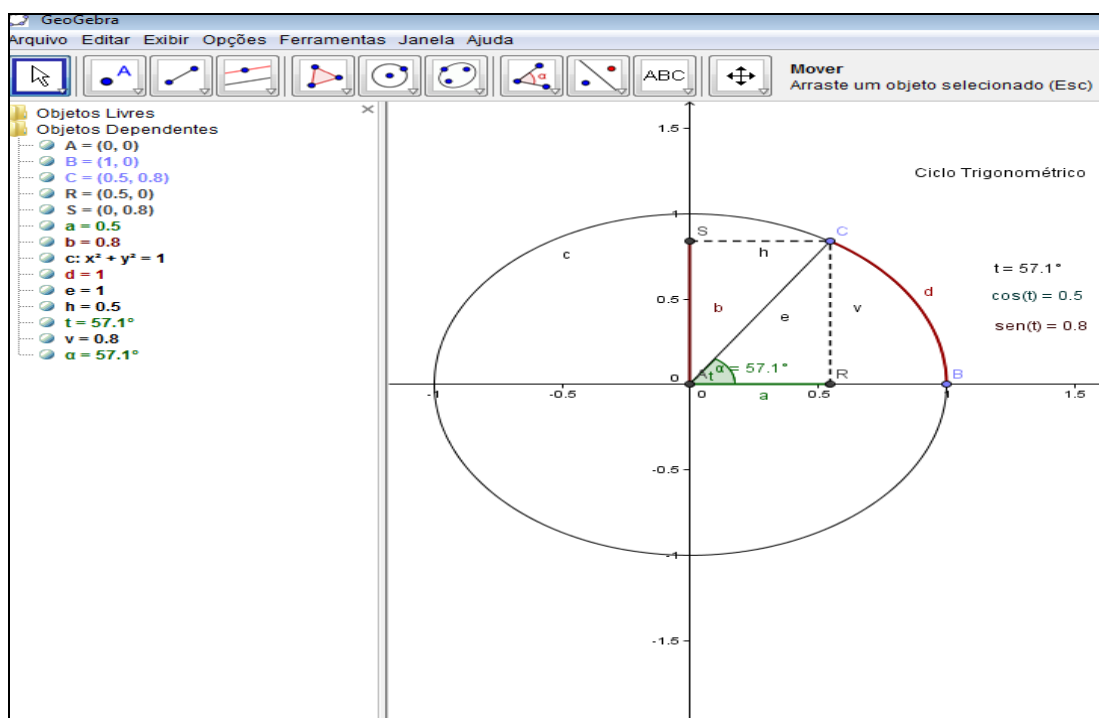 GeoGebra
Arquivo Editar Exibir Opções Ferramentas Janela Ajuda
A
α
ABC
Mover
Arraste um objeto selecionado (Esc)
Objetos Livres
Objetos Dependentes
A = (0, 0)
B = (1, 0)
C = (0.5, 0.8)
R = (0.5, 0)
S = (0, 0.8)
a = 0.5
b = 0.8
c: x² + y² = 1
d = 1
e = 1
h = 0.5
t = 57.1°
v = 0.8
α = 57.1°
1.5
Ciclo Trigonométrico
1
S
C
c
h
t = 57.1°
d
cos(t) = 0.5
0.5
b
v
e
sen(t) = 0.8
α = 57.1°
0
A
t
R
B
-1
-0.5
0
a
0.5
1
1.5
-0.5
-1
-1.5